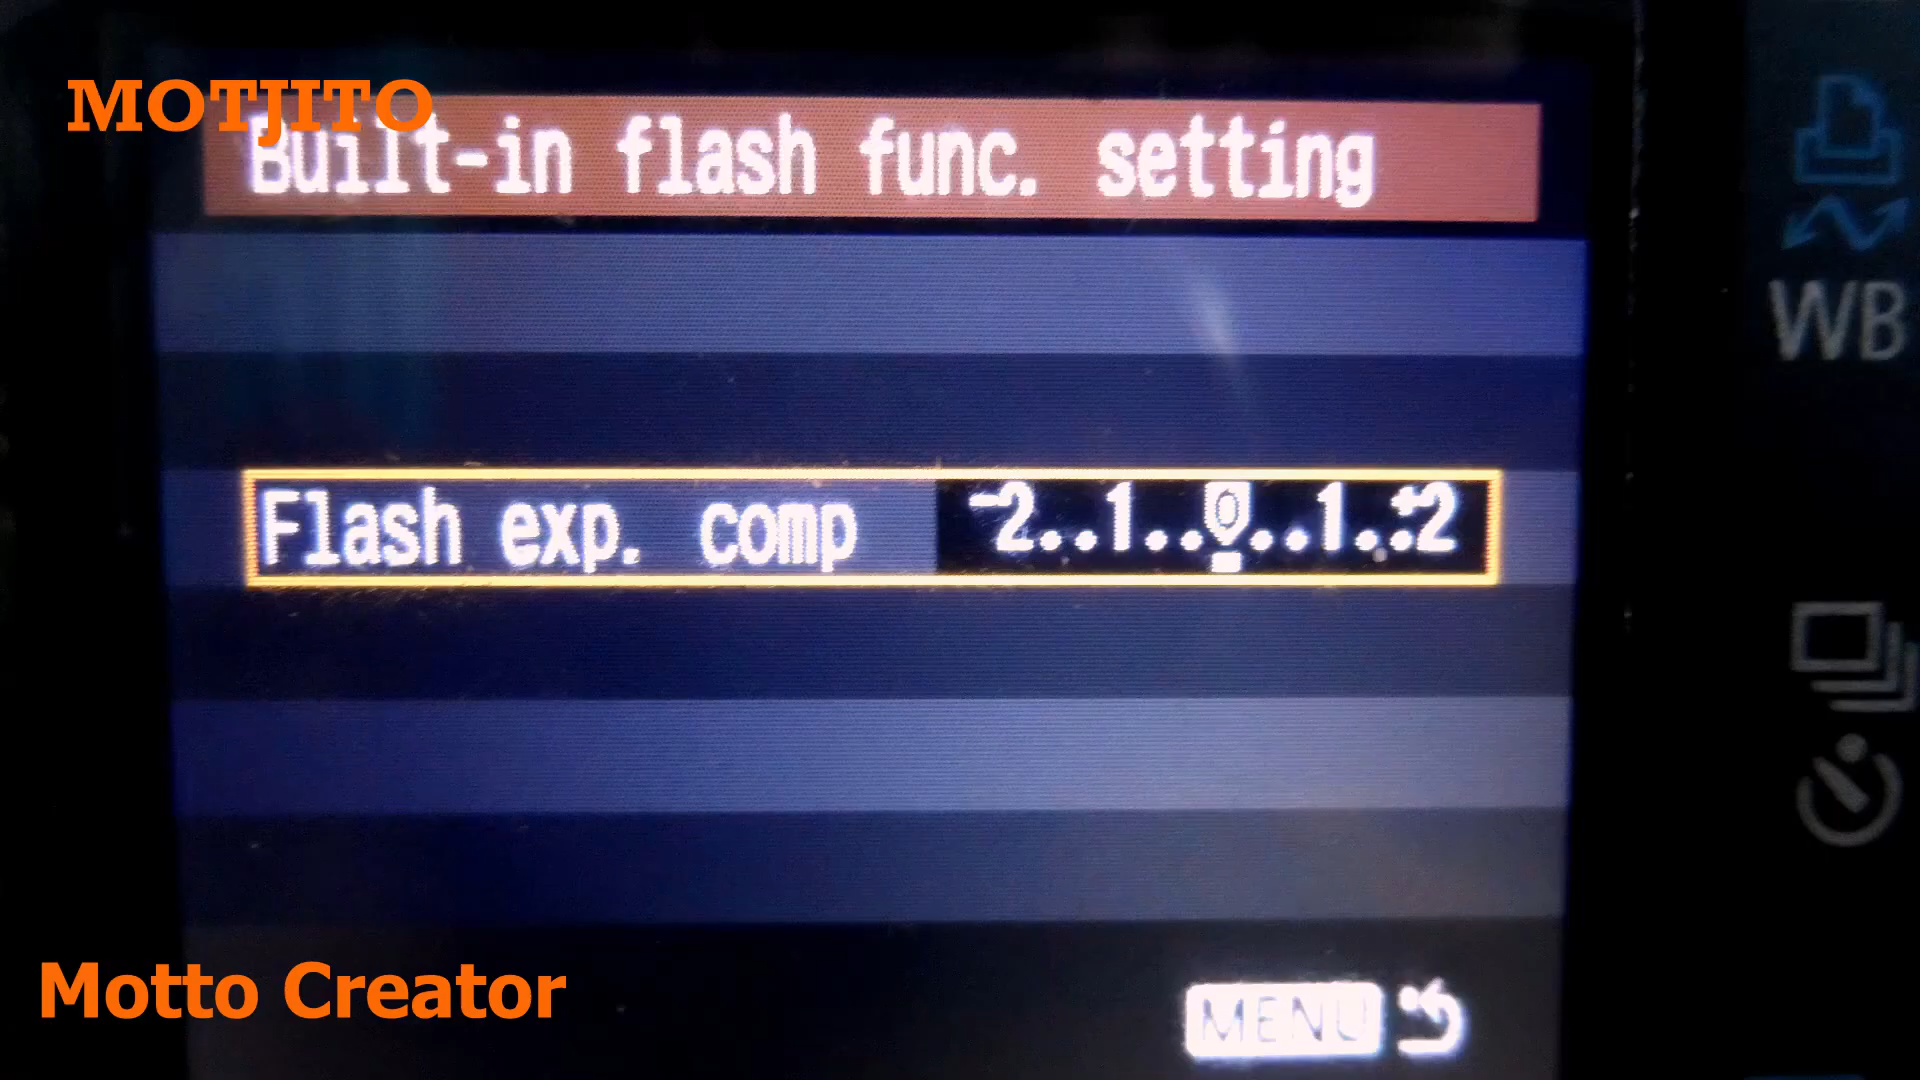 MOTJITO
Built-in flash func. setting
WB
Flash exp. comp -2..1..0..1..+2
Motto Creator
MENU